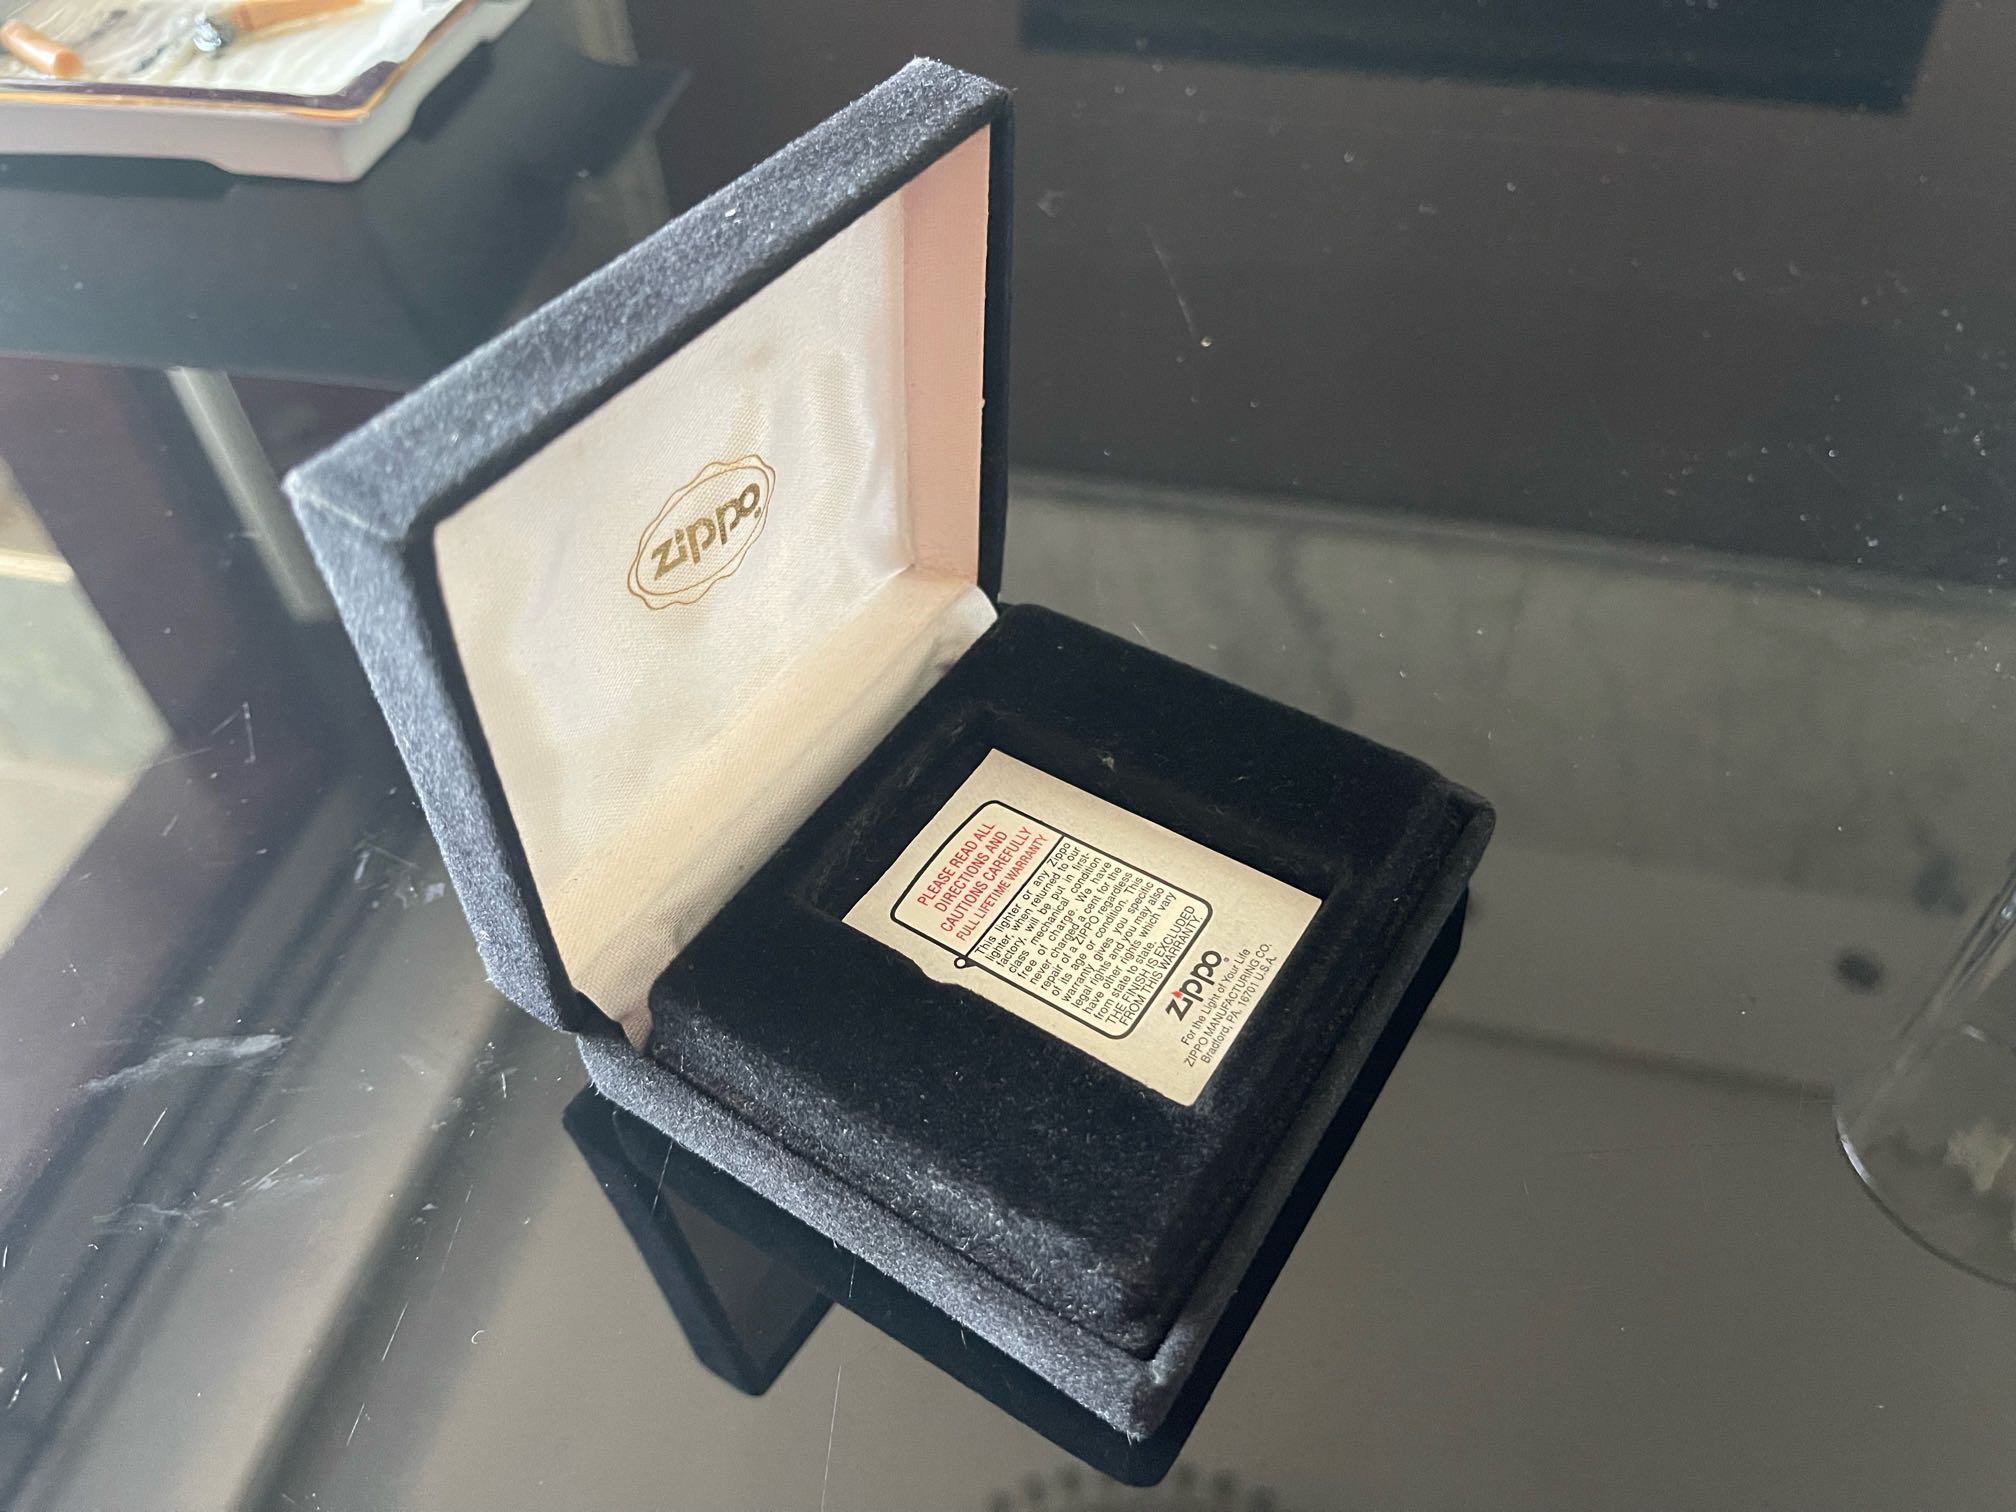 zippo
PLEASE READ ALL
DIRECTIONS AND
CAUTIONS CAREFULLY
FULL LIFETIME WARRANTY
This lighter or any Zippo
lighter, when returned to our
factory, will be put in first-
class mechanical condition
free of charge. We have
never charged a cent for the
repair of a ZIPPO regardless
of its age or condition. This
warranty gives you specific
legal rights and you may also
have other rights which vary
from state to state.
THE FINISH IS EXCLUDED
FROM THIS WARRANTY.
zippo
For the Light of Your Life
ZIPPO MANUFACTURING CO.
Bradford, PA. 16701 U.S.A.